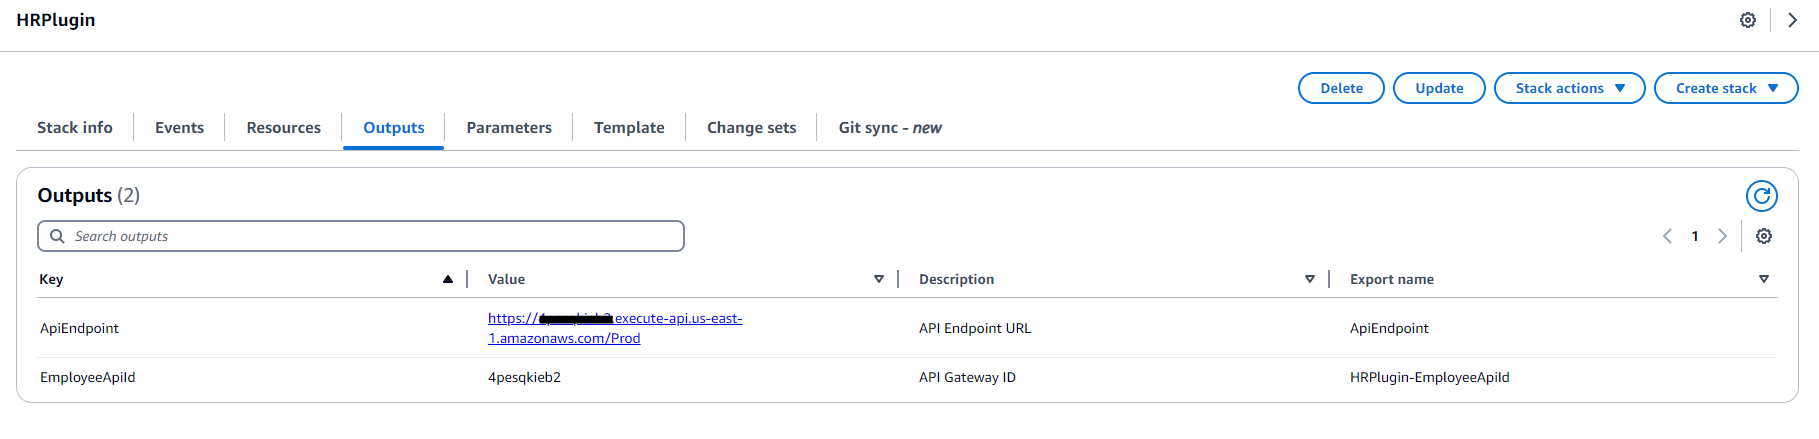 HRPlugin
Delete
Update
Stack actions
Create stack
Stack info
Events
Resources
Outputs
Parameters
Template
Change sets
Git sync - new
Outputs (2)
Search outputs
1
Key
Value
Description
Export name
ApiEndpoint
https://
.execute-api.us-east-
1.amazonaws.com/Prod
API Endpoint URL
ApiEndpoint
EmployeeApiId
4pesqkieb2
API Gateway ID
HRPlugin-EmployeeApiId